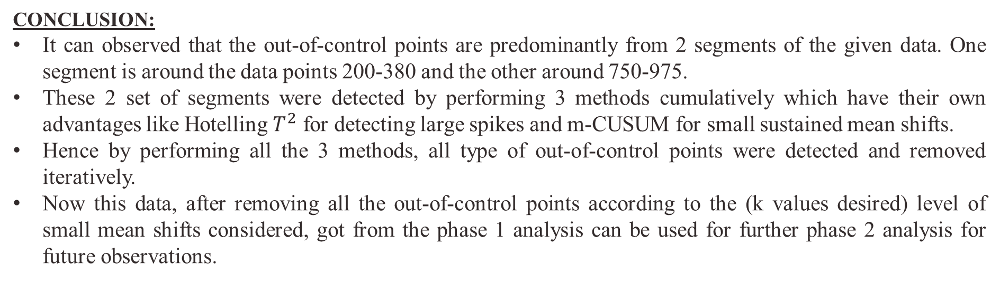 CONCLUSION:
• It can observed that the out-of-control points are predominantly from 2 segments of the given data. One
segment is around the data points 200-380 and the other around 750-975.
• These 2 set of segments were detected by performing 3 methods cumulatively which have their own
advantages like Hotelling T² for detecting large spikes and m-CUSUM for small sustained mean shifts.
• Hence by performing all the 3 methods, all type of out-of-control points were detected and removed
iteratively.
• Now this data, after removing all the out-of-control points according to the (k values desired) level of
small mean shifts considered, got from the phase 1 analysis can be used for further phase 2 analysis for
future observations.